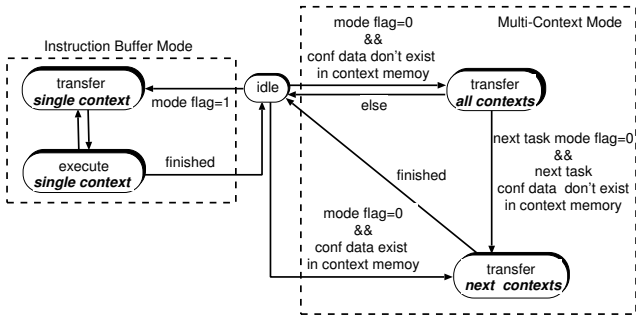 Instruction Buffer Mode
transfer
single context
execute
single context
mode flag=1
finished
idle
Multi-Context Mode
mode flag=0
&&
conf data don't exist
in context memoy
else
transfer
all contexts
next task mode flag=0
&&
next task
conf data don't exist
in context memory
finished
mode flag=0
&&
conf data exist
in context memoy
transfer
next contexts